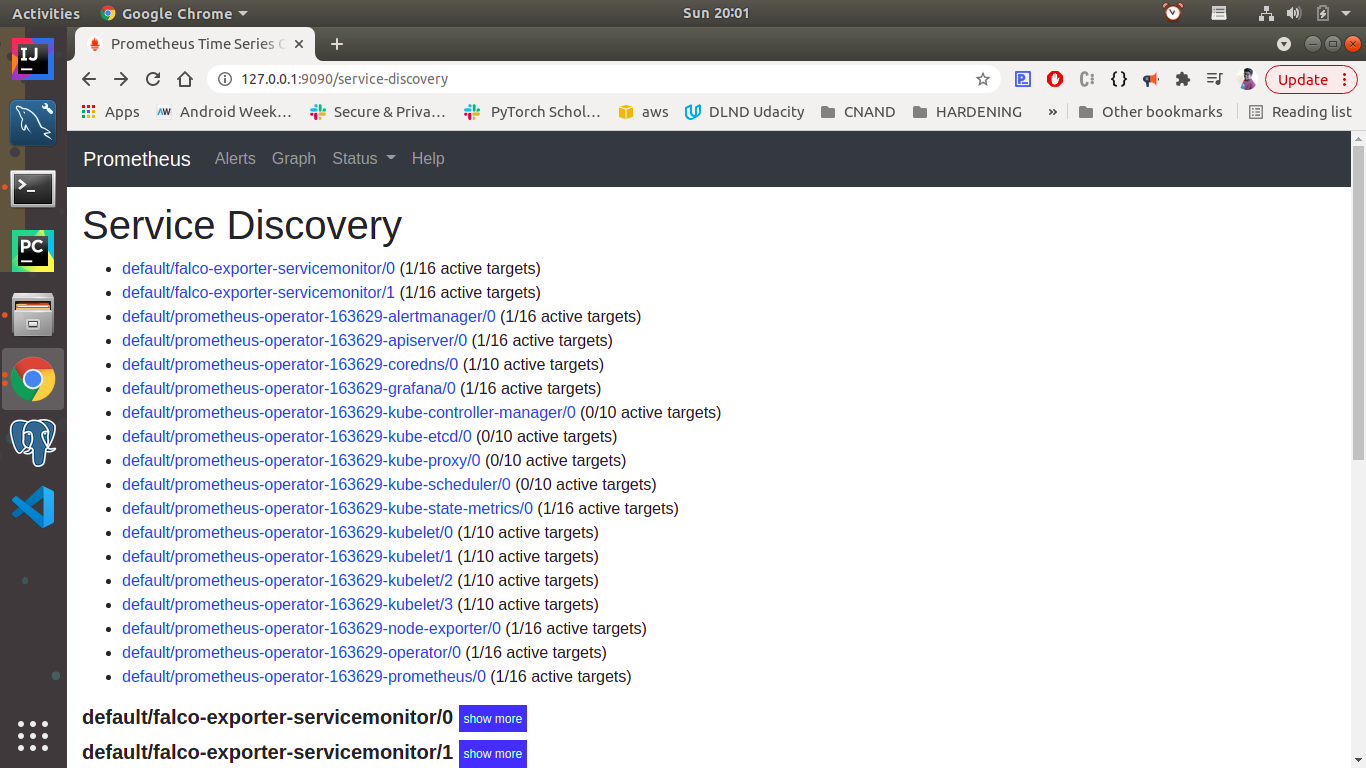 Activities Google Chrome Sun 20:01
Prometheus Time Series C
127.0.0.1:9090/service-discovery Update
Apps Android Week… Secure & Priva… PyTorch Schol… aws DLND Udacity CNAND HARDENING » Other bookmarks Reading list
Prometheus Alerts Graph Status Help
Service Discovery
default/falco-exporter-servicemonitor/0 (1/16 active targets)
default/falco-exporter-servicemonitor/1 (1/16 active targets)
default/prometheus-operator-163629-alertmanager/0 (1/16 active targets)
default/prometheus-operator-163629-apiserver/0 (1/16 active targets)
default/prometheus-operator-163629-coredns/0 (1/10 active targets)
default/prometheus-operator-163629-grafana/0 (1/16 active targets)
default/prometheus-operator-163629-kube-controller-manager/0 (0/10 active targets)
default/prometheus-operator-163629-kube-etcd/0 (0/10 active targets)
default/prometheus-operator-163629-kube-proxy/0 (0/10 active targets)
default/prometheus-operator-163629-kube-scheduler/0 (0/10 active targets)
default/prometheus-operator-163629-kube-state-metrics/0 (1/16 active targets)
default/prometheus-operator-163629-kubelet/0 (1/10 active targets)
default/prometheus-operator-163629-kubelet/1 (1/10 active targets)
default/prometheus-operator-163629-kubelet/2 (1/10 active targets)
default/prometheus-operator-163629-kubelet/3 (1/10 active targets)
default/prometheus-operator-163629-node-exporter/0 (1/16 active targets)
default/prometheus-operator-163629-operator/0 (1/16 active targets)
default/prometheus-operator-163629-prometheus/0 (1/16 active targets)
default/falco-exporter-servicemonitor/0 show more
default/falco-exporter-servicemonitor/1 show more
IJ
PC